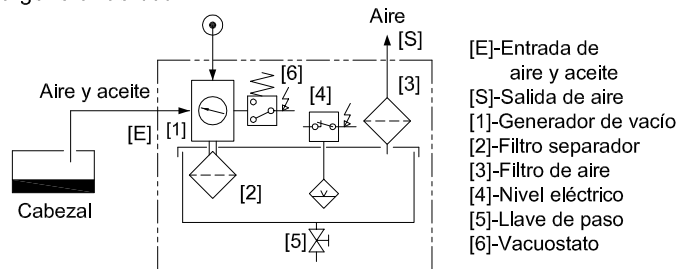 Aire
[S]
[6]
[3]
[4]
Aire y aceite
[E]
[1]
[2]
[5]
Cabezal
[E]-Entrada de
aire y aceite
[S]-Salida de aire
[1]-Generador de vacío
[2]-Filtro separador
[3]-Filtro de aire
[4]-Nivel eléctrico
[5]-Llave de paso
[6]-Vacuostato